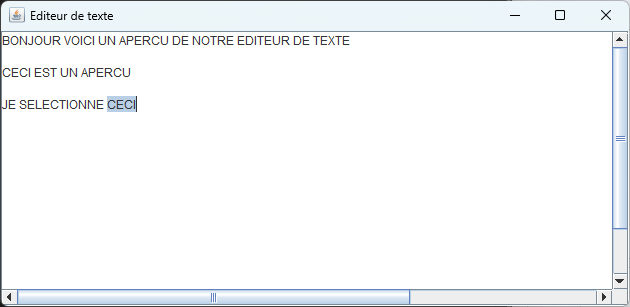 Editeur de texte
BONJOUR VOICI UN APERCU DE NOTRE EDITEUR DE TEXTE
CECI EST UN APERCU
JE SELECTIONNE CECI